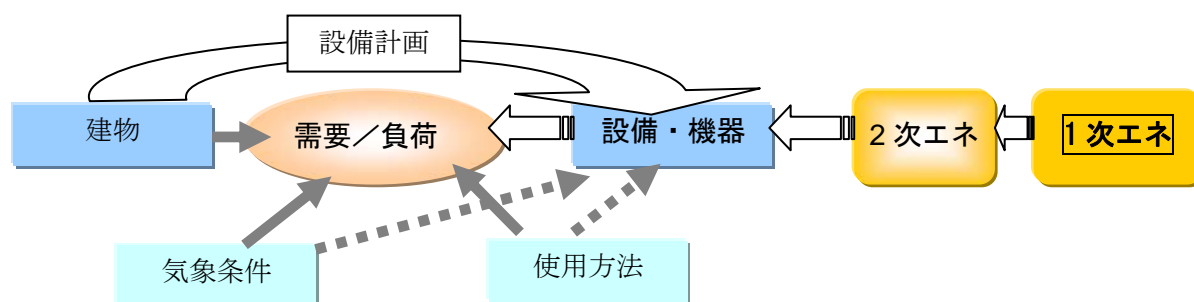 設備計画
建物
需要／負荷
設備・機器
２次エネ
１次エネ
気象条件
使用方法